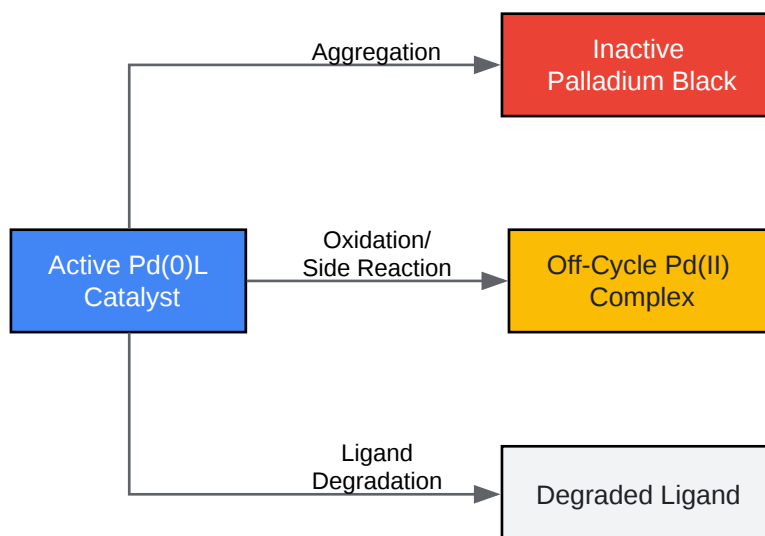 Aggregation
Inactive
Palladium Black
Active Pd(0)L
Catalyst
Oxidation/
Side Reaction
Off-Cycle Pd(II)
Complex
Ligand
Degradation
Degraded Ligand